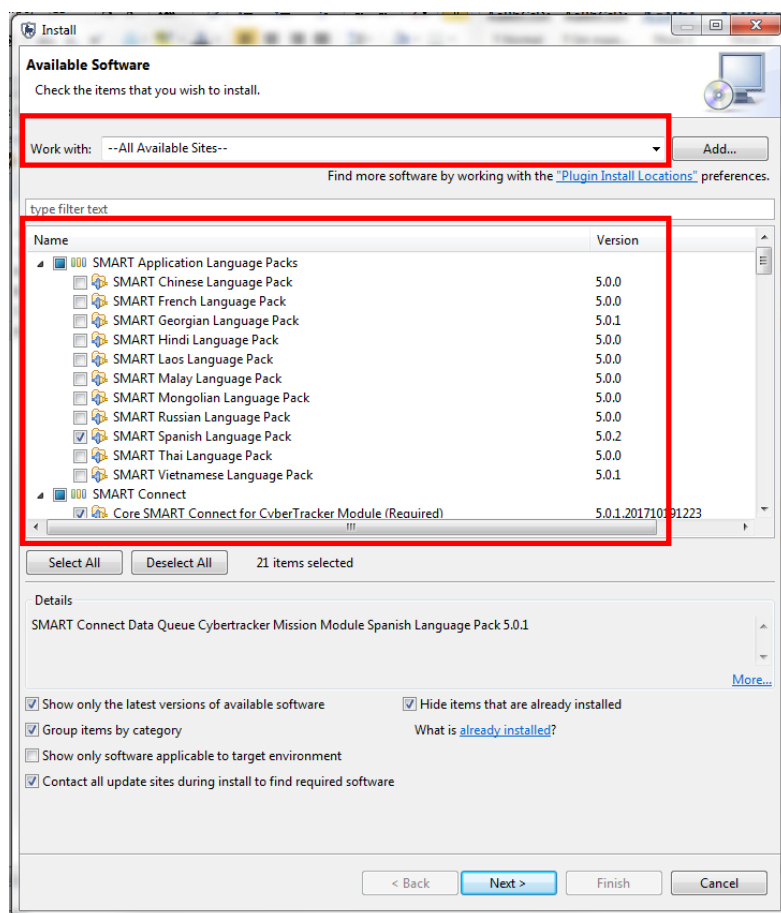 Install
Available Software
Check the items that you wish to install.
Work with: --All Available Sites-- Add...
Find more software by working with the "Plugin Install Locations" preferences.
type filter text
Name Version
SMART Application Language Packs
SMART Chinese Language Pack 5.0.0
SMART French Language Pack 5.0.0
SMART Georgian Language Pack 5.0.1
SMART Hindi Language Pack 5.0.0
SMART Laos Language Pack 5.0.0
SMART Malay Language Pack 5.0.0
SMART Mongolian Language Pack 5.0.0
SMART Russian Language Pack 5.0.0
SMART Spanish Language Pack 5.0.2
SMART Thai Language Pack 5.0.0
SMART Vietnamese Language Pack 5.0.1
SMART Connect
Core SMART Connect for CyberTracker Module (Required) 5.0.1.201710191223
Select All Deselect All 21 items selected
Details
SMART Connect Data Queue Cybertracker Mission Module Spanish Language Pack 5.0.1
More...
Show only the latest versions of available software Hide items that are already installed
Group items by category What is already installed?
Show only software applicable to target environment
Contact all update sites during install to find required software
< Back Next > Finish Cancel